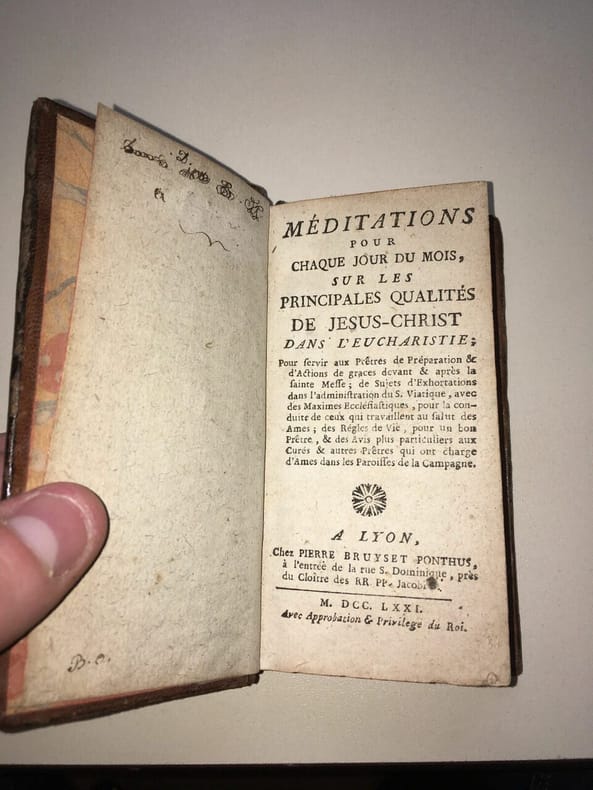 B. o.
MÉDITATIONS
POUR
CHAQUE JOUR DU MOIS,
SUR LES
PRINCIPALES QUALITÉS
DE JESUS-CHRIST
DANS L'EUCHARISTIE;
Pour ſervir aux Prêtres de Préparation &
d'Actions de graces devant & après la
ſainte Meſſe; de Sujets d'Exhortations
dans l'adminiſtration du S. Viatique, avec
des Maximes Eccléſiaſtiques, pour la con-
duite de ceux qui travaillent au ſalut des
Ames; des Régles de Vie, pour un bon
Prêtre, & des Avis plus particuliers aux
Curés & autres Prêtres qui ont charge
d'Ames dans les Paroiſſes de la Campagne.
A LYON,
Chez PIERRE BRUYSET PONTHUS,
à l'entrée de la rue S. Dominique, près
du Cloître des RR. PP.
M. DCC. LXXI.
Avec Approbation & Privilege du Roi.